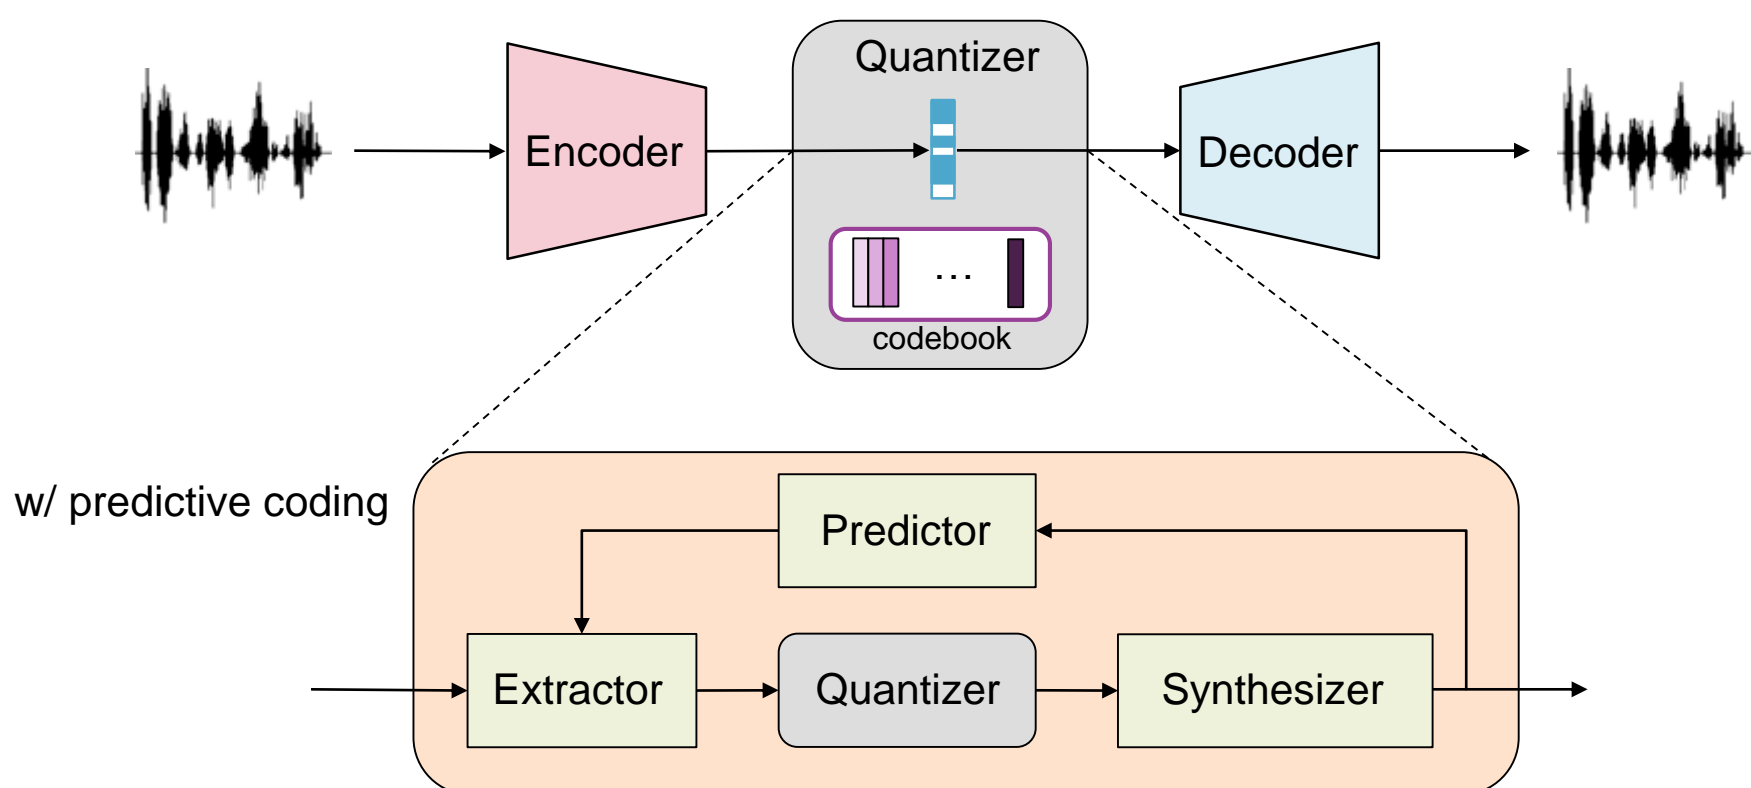 Quantizer
Encoder
Decoder
...
codebook
w/ predictive coding
Predictor
Extractor
Quantizer
Synthesizer